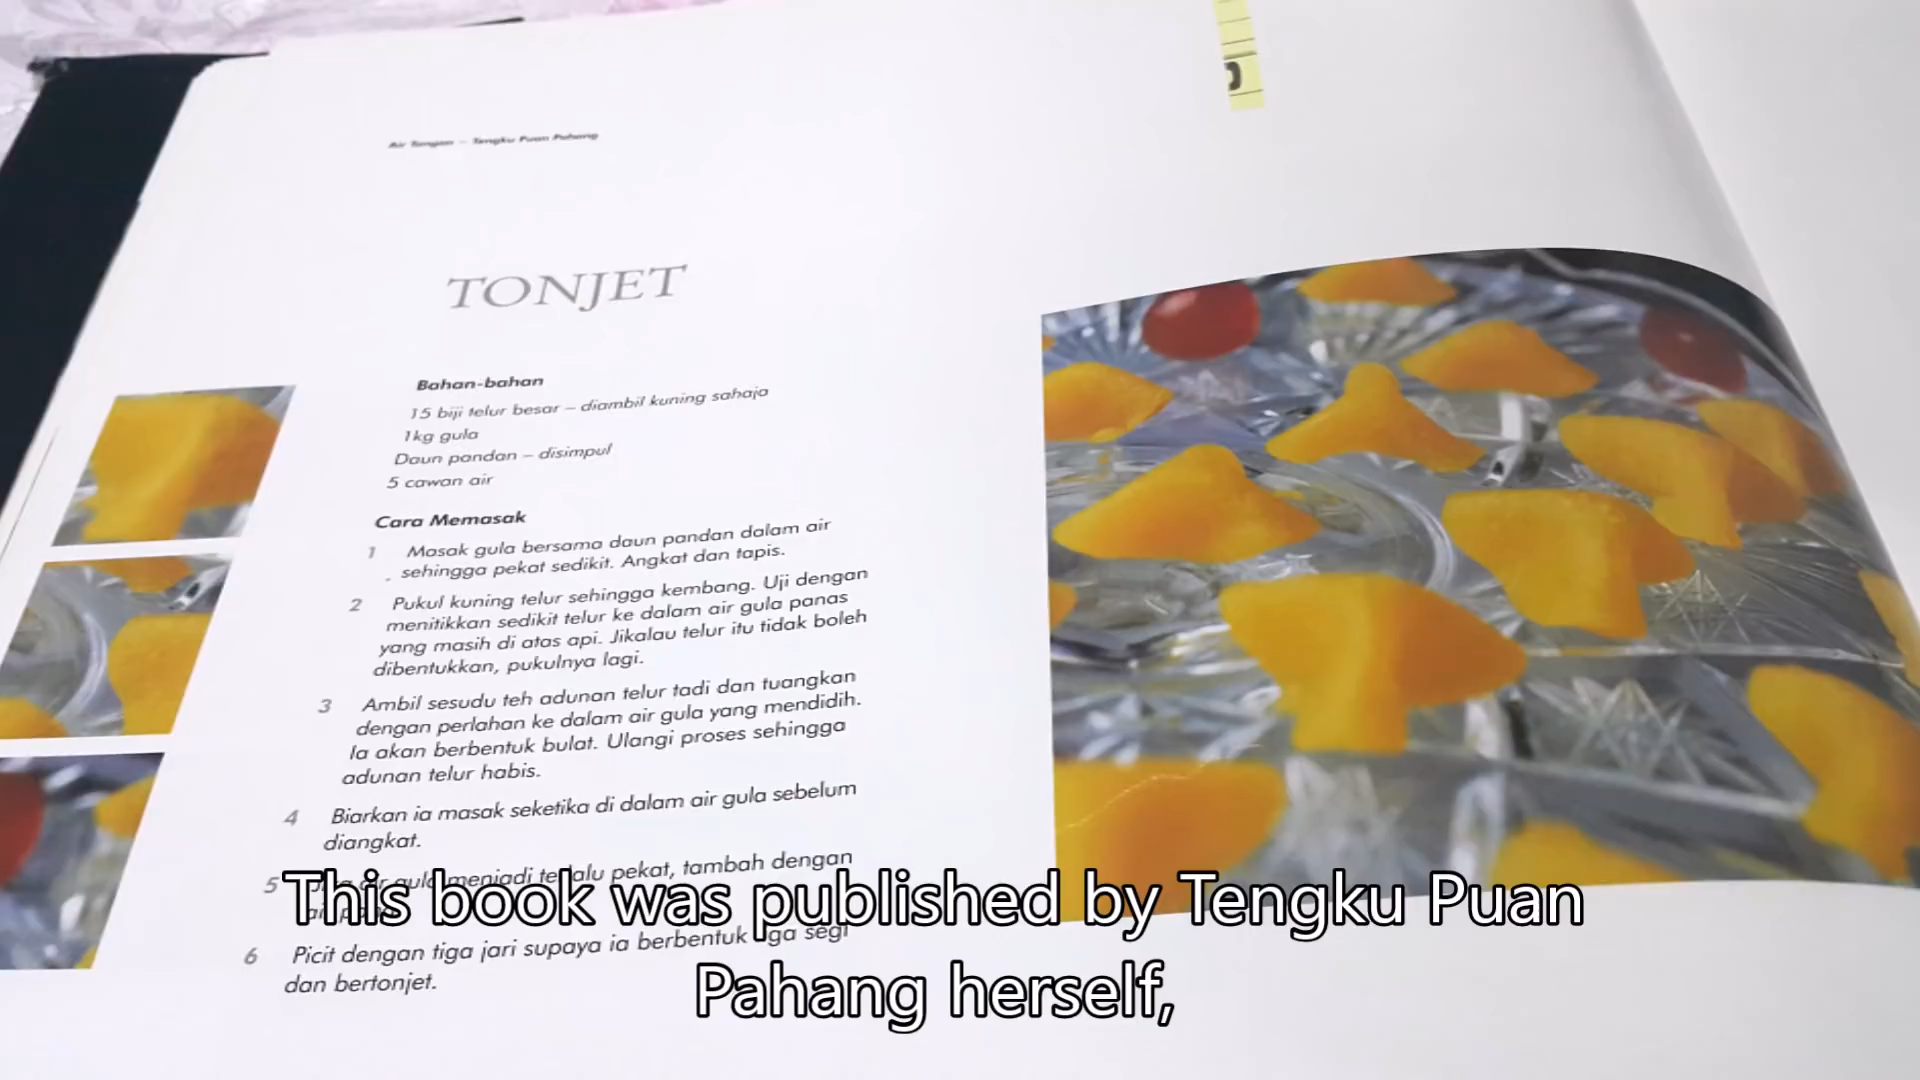 Air Tangan – Tengku Puan Pahang
TONJET
Bahan-bahan
15 biji telur besar – diambil kuning sahaja
1kg gula
Daun pandan – disimpul
5 cawan air
Cara Memasak
1 Masak gula bersama daun pandan dalam air
sehingga pekat sedikit. Angkat dan tapis.
2 Pukul kuning telur sehingga kembang. Uji dengan
menitikkan sedikit telur ke dalam air gula panas
yang masih di atas api. Jikalau telur itu tidak boleh
dibentukkan, pukulnya lagi.
3 Ambil sesudu teh adunan telur tadi dan tuangkan
dengan perlahan ke dalam air gula yang mendidih.
Ia akan berbentuk bulat. Ulangi proses sehingga
adunan telur habis.
4 Biarkan ia masak seketika di dalam air gula sebelum
diangkat.
5 air gula menjadi terlalu pekat, tambah dengan
6 Picit dengan tiga jari supaya ia berbentuk tiga segi
dan bertonjet.
This book was published by Tengku Puan
Pahang herself,